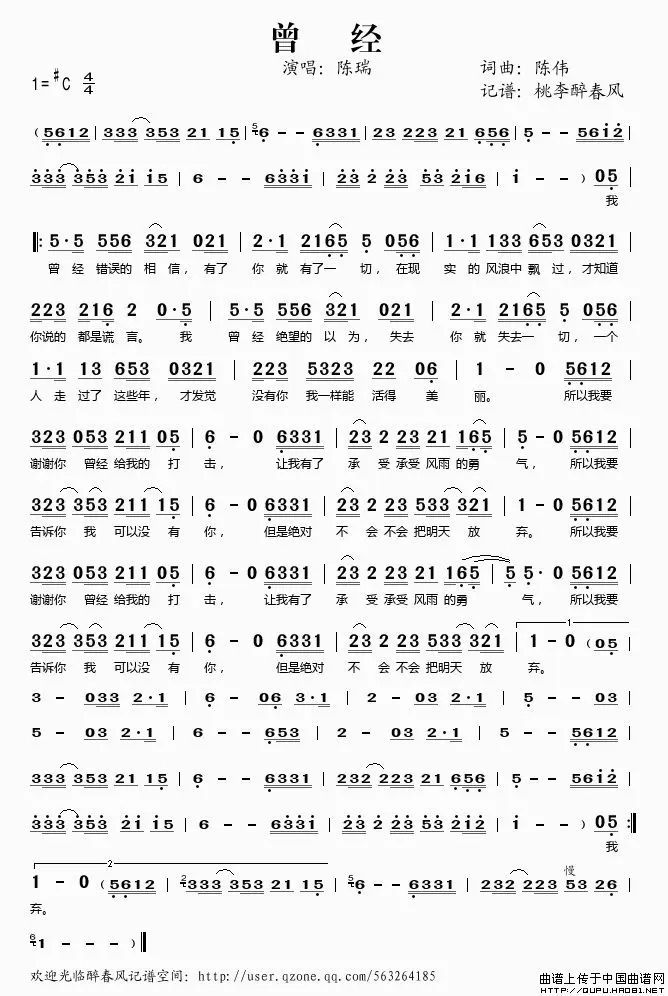 曾 经
演唱：陈瑞 词曲：陈伟
1=#C 4/4 记谱：桃李醉春风
( 5612 | 333 353 21 15 | 5 6 - - 6331 | 23 223 21 656 | 5 - - 5612 |
333 353 21 15 | 6 - - 6331 | 23 2 23 53 216 | i - - ) 05 |
我
‖: 5·5 556 321 021 | 2·1 2165 5 056 | 1·1 133 653 0321 |
曾 经 错误的 相 信，有了 你 就 有了一 切，在现 实 的 风浪中 飘 过，才知道
223 216 2 0·5 | 5·5 556 321 021 | 2·1 2165 5 056 |
你说的 都是谎 言。 我 曾 经 绝望的 以 为，失去 你 就 失去一 切，一个
1·1 13 653 0321 | 223 5323 22 06 | 1 - 0 5612 |
人 走 过了 这些年，才发觉 没有你 我一样能 活得 美 丽。 所以我要
323 053 211 05 | 6 - 0 6331 | 23 2 23 21 165 | 5 - 0 5612 |
谢谢你 曾经 给我的 打 击， 让我有了 承 受 承受 风雨 的勇 气，所以我要
323 353 211 15 | 6 - 0 6331 | 23 2 23 533 321 | 1 - 0 5612 |
告诉你 我 可以没 有 你， 但是绝对 不 会 不会 把明天 放 弃。 所以我要
323 053 211 05 | 6 - 0 6331 | 23 2 23 21 165 | 5 5· 0 5612 |
谢谢你 曾经 给我的 打 击， 让我有了 承 受 承受 风雨 的勇 气，所以我要
1
323 353 211 15 | 6 - 0 6331 | 23 2 23 533 321 | 1 - 0 ( 05 |
告诉你 我 可以没 有 你， 但是绝对 不 会 不会 把明天 放 弃。
3 - 033 2·1 | 6 - 06 3·1 | 2 - 03 2·1 | 5 - - 03 |
5 - 03 2·1 | 6 - - 653 | 2 - 03 2·1 | 5 - - 5612 |
333 353 21 15 | 6 - - 6331 | 232 223 21 656 | 5 - - 5612 |
333 353 21 15 | 6 - - 6331 | 23 223 53 212 | i - - ) 05 :‖
我
2 慢
1 - 0 ( 5612 | 2 333 353 21 15 | 5 6 - - 6331 | 232 223 53 26 |
弃。
6 1 - - - ) ‖
欢迎光临醉春风记谱空间：http://user.qzone.qq.com/563264185
曲谱上传于中国曲谱网
HTTP://QUPU.HAO81.NET